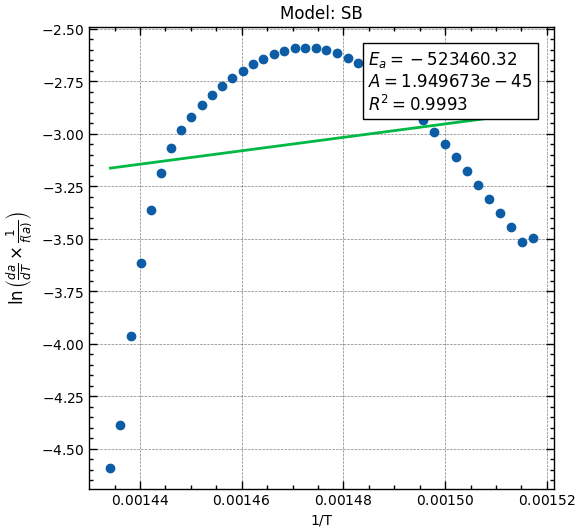 Model: SB
E_a = −523460.32
A = 1.949673e − 45
R^2 = 0.9993
ln (da/dT × 1/f(a))
−2.50
−2.75
−3.00
−3.25
−3.50
−3.75
−4.00
−4.25
−4.50
0.00144 0.00146 0.00148 0.00150 0.00152
1/T